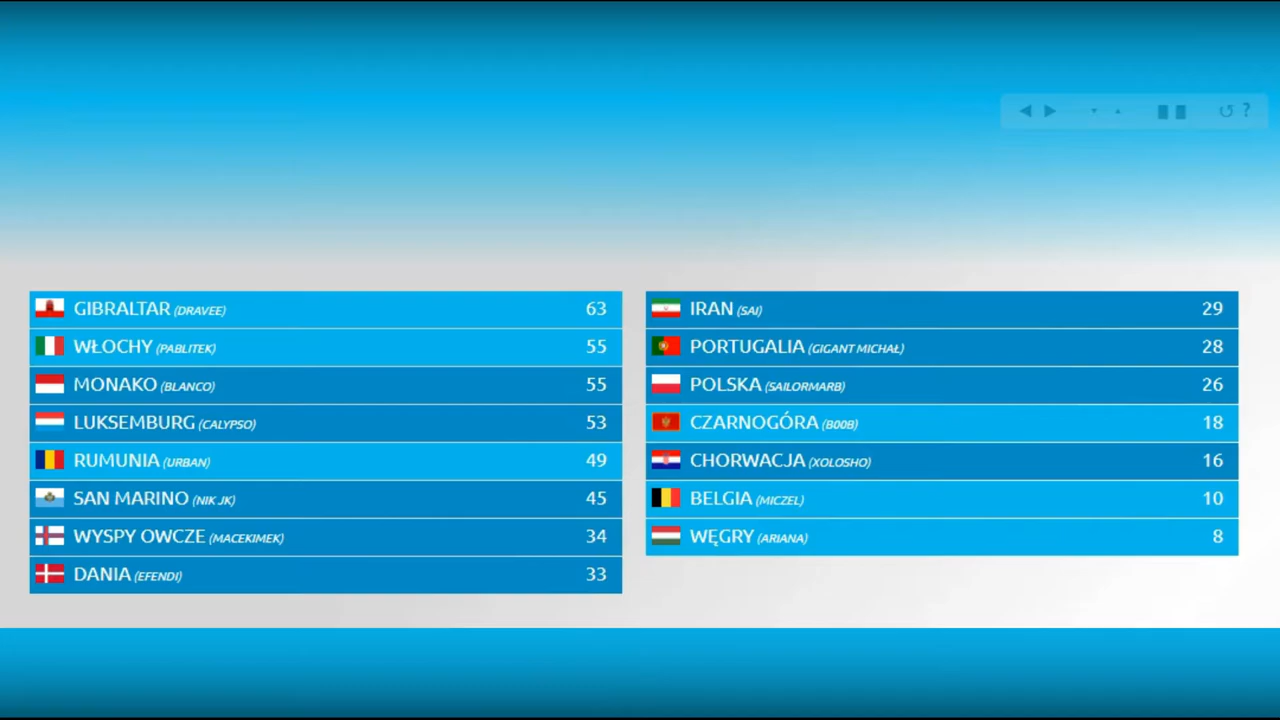 GIBRALTAR (DRAVEE) 63
WŁOCHY (PABLITEK) 55
MONAKO (BLANCO) 55
LUKSEMBURG (CALYPSO) 53
RUMUNIA (URBAN) 49
SAN MARINO (NIK JK) 45
WYSPY OWCZE (MACEKIMEK) 34
DANIA (EFENDI) 33
IRAN (SAI) 29
PORTUGALIA (GIGANT MICHAŁ) 28
POLSKA (SAILORMARB) 26
CZARNOGÓRA (B00B) 18
CHORWACJA (XOLOSHO) 16
BELGIA (MICZEL) 10
WĘGRY (ARIANA) 8
?